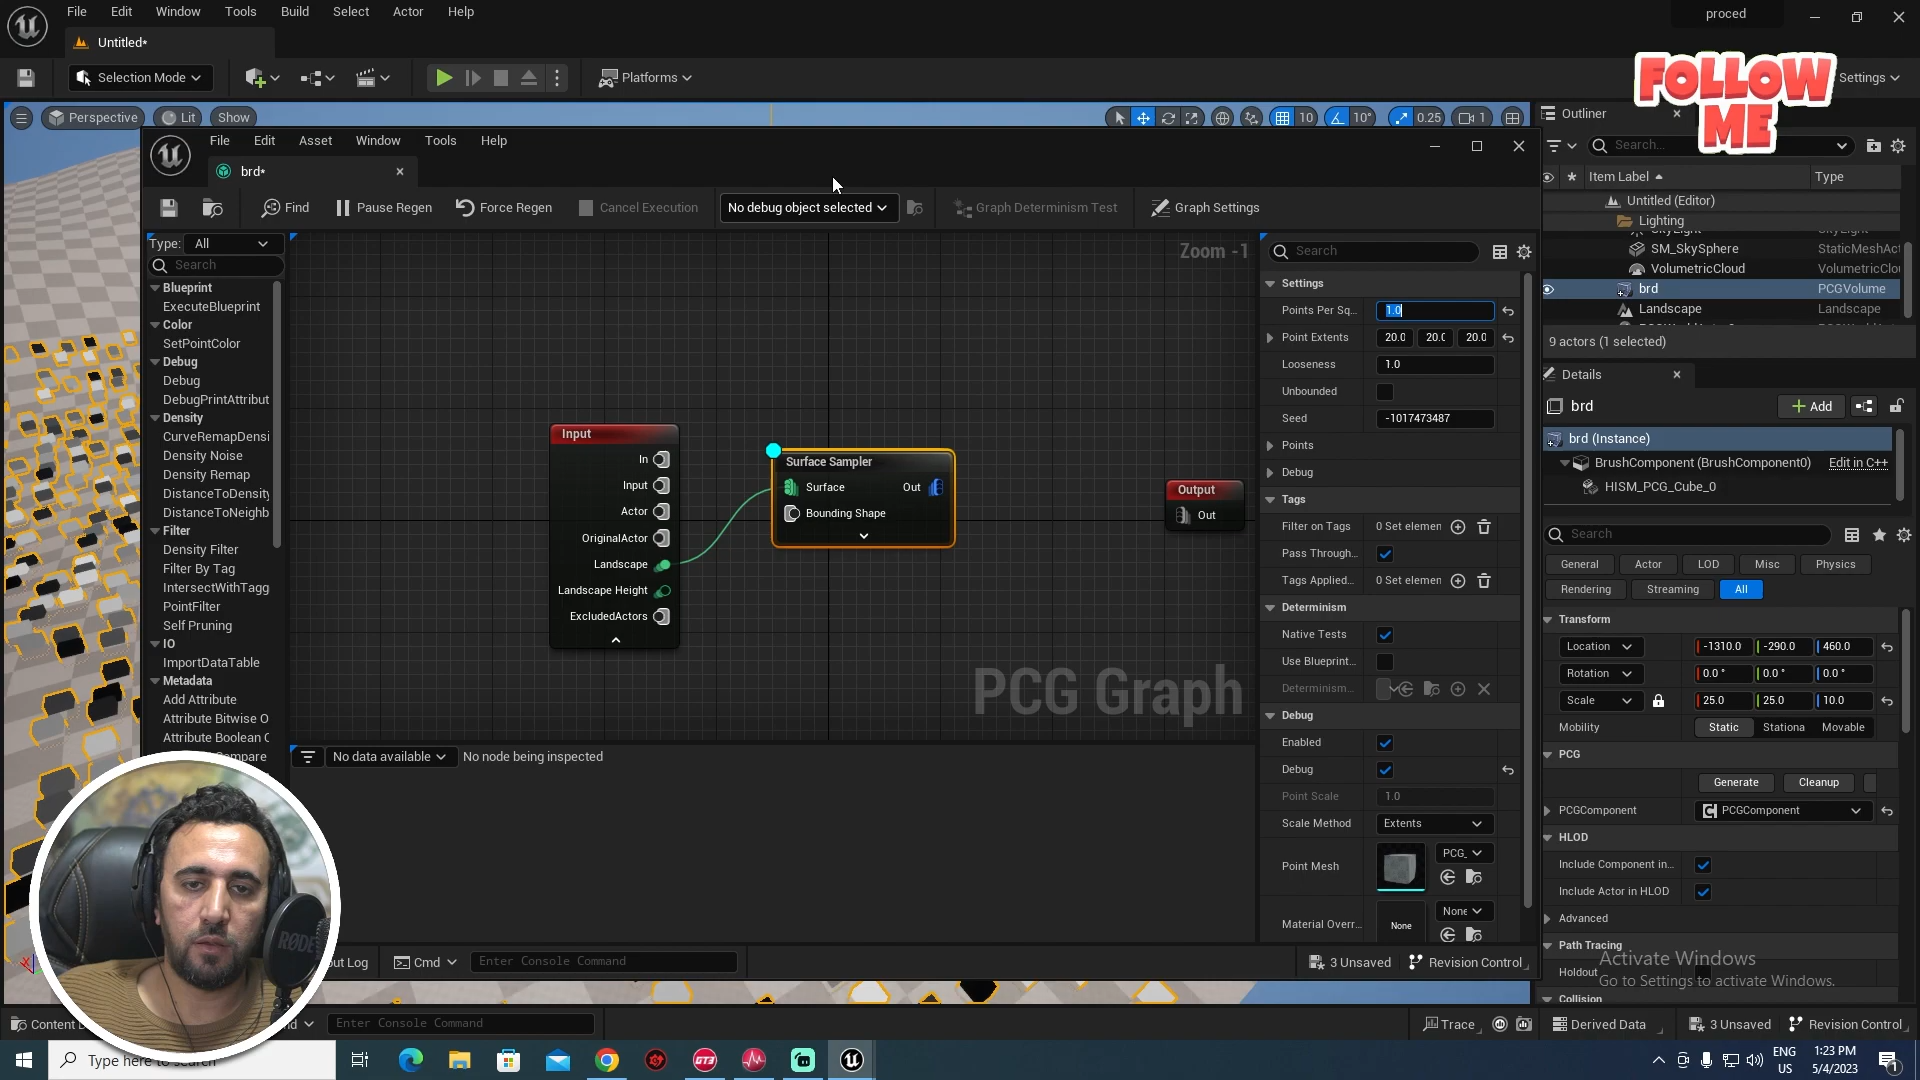 File Edit Window Tools Build Select Actor Help
proced
Untitled*
Selection Mode
Platforms
Settings
FOLLOW
ME
Perspective Lit Show
10 10° 0.25 1
Outliner
Search...
Item Label Type
Untitled (Editor)
Lighting
SM_SkySphere StaticMeshAct
VolumetricCloud VolumetricClou
brd PCGVolume
Landscape Landscape
9 actors (1 selected)
File Edit Asset Window Tools Help
brd*
Find Pause Regen Force Regen Cancel Execution No debug object selected Graph Determinism Test Graph Settings
Type: All
Search
Blueprint
ExecuteBlueprint
Color
SetPointColor
Debug
Debug
DebugPrintAttribut
Density
CurveRemapDensi
Density Noise
Density Remap
DistanceToDensity
DistanceToNeighb
Filter
Density Filter
Filter By Tag
IntersectWithTagg
PointFilter
Self Pruning
IO
ImportDataTable
Metadata
Add Attribute
Attribute Bitwise O
Attribute Boolean O
Zoom -1
Input
In
Input
Actor
OriginalActor
Landscape
Landscape Height
ExcludedActors
Surface Sampler
Surface Out
Bounding Shape
Output
Out
PCG Graph
No data available No node being inspected
Search
Settings
Points Per Sq... 1.0
Point Extents 20.0 20.0 20.0
Looseness 1.0
Unbounded
Seed -1017473487
Points
Debug
Tags
Filter on Tags 0 Set elemen
Pass Through...
Tags Applied... 0 Set elemen
Determinism
Native Tests
Use Blueprint...
Determinism...
Debug
Enabled
Debug
Point Scale 1.0
Scale Method Extents
Point Mesh PCG_
Material Overr... None None
Details
brd Add
brd (Instance)
BrushComponent (BrushComponent0) Edit in C++
HISM_PCG_Cube_0
Search
General Actor LOD Misc Physics
Rendering Streaming All
Transform
Location -1310.0 -290.0 460.0
Rotation 0.0 ° 0.0 ° 0.0 °
Scale 25.0 25.0 10.0
Mobility Static Stationa Movable
PCG
Generate Cleanup
PCGComponent PCGComponent
HLOD
Include Component in...
Include Actor in HLOD
Advanced
Path Tracing
Holdout
Collision
Activate Windows
Go to Settings to activate Windows.
RØDE
Cmd Enter Console Command 3 Unsaved Revision Control
Enter Console Command Trace Derived Data 3 Unsaved Revision Control
Type here to search
GT3
ENG
US
1:23 PM
5/4/2023
1